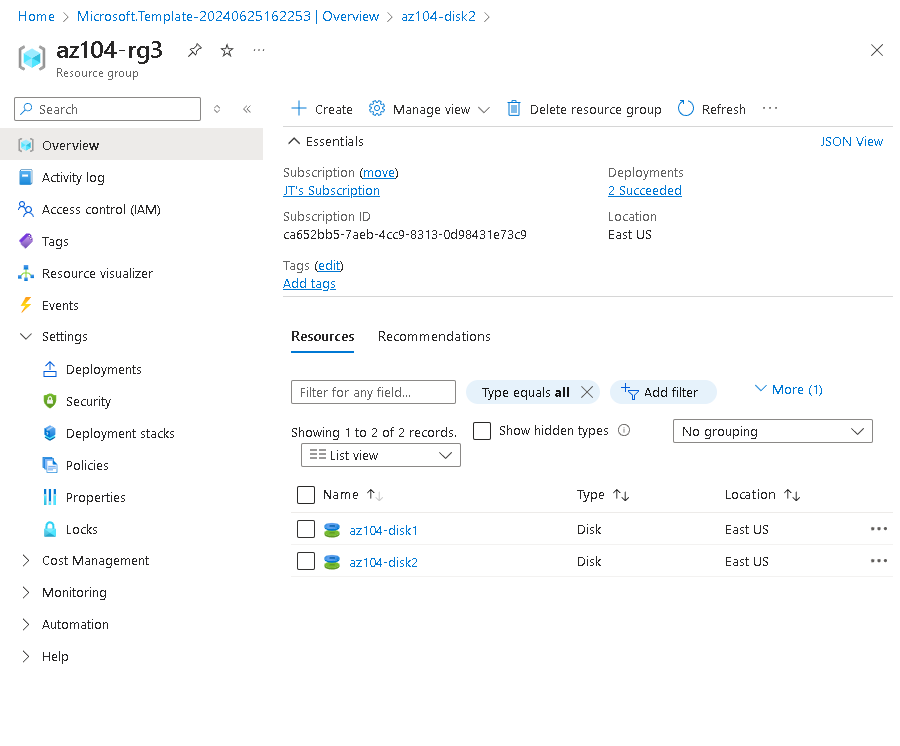 Home > Microsoft.Template-20240625162253 | Overview > az104-disk2 >
az104-rg3
Resource group
Search
Create Manage view Delete resource group Refresh
Overview
Activity log
Access control (IAM)
Tags
Resource visualizer
Events
Settings
Deployments
Security
Deployment stacks
Policies
Properties
Locks
Cost Management
Monitoring
Automation
Help
Essentials JSON View
Subscription (move)
JT's Subscription
Subscription ID
ca652bb5-7aeb-4cc9-8313-0d98431e73c9
Deployments
2 Succeeded
Location
East US
Tags (edit)
Add tags
Resources Recommendations
Filter for any field... Type equals all Add filter More (1)
Showing 1 to 2 of 2 records. Show hidden types No grouping
List view
Name Type Location
az104-disk1 Disk East US
az104-disk2 Disk East US